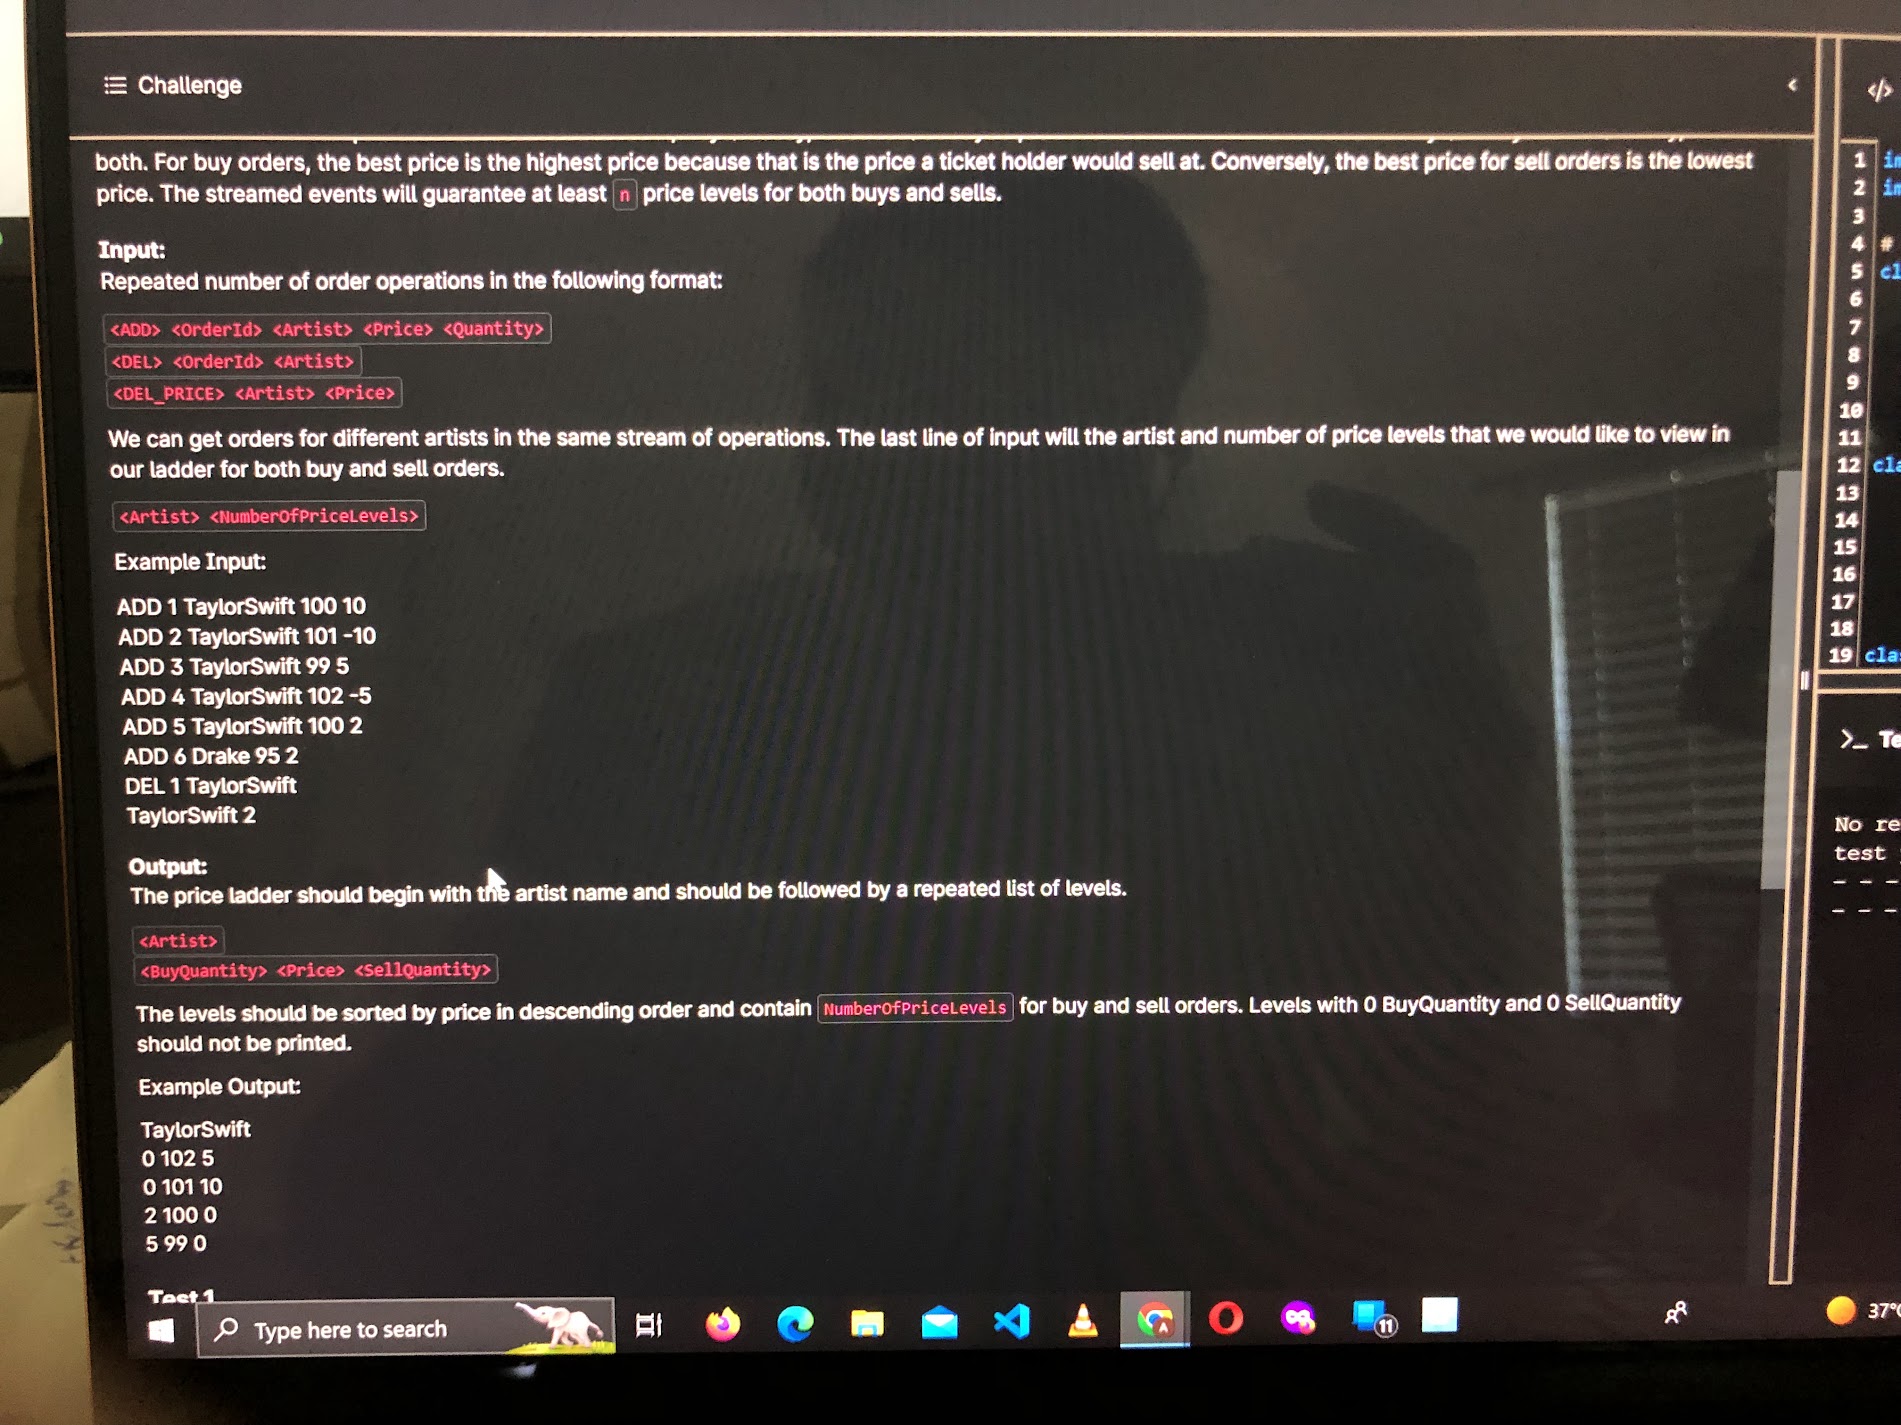 Challenge
both. For buy orders, the best price is the highest price because that is the price a ticket holder would sell at. Conversely, the best price for sell orders is the lowest
price. The streamed events will guarantee at least n price levels for both buys and sells.
Input:
Repeated number of order operations in the following format:
<ADD> <OrderId> <Artist> <Price> <Quantity>
<DEL> <OrderId> <Artist>
<DEL_PRICE> <Artist> <Price>
We can get orders for different artists in the same stream of operations. The last line of input will the artist and number of price levels that we would like to view in
our ladder for both buy and sell orders.
<Artist> <NumberOfPriceLevels>
Example Input:
ADD 1 TaylorSwift 100 10
ADD 2 TaylorSwift 101 -10
ADD 3 TaylorSwift 99 5
ADD 4 TaylorSwift 102 -5
ADD 5 TaylorSwift 100 2
ADD 6 Drake 95 2
DEL 1 TaylorSwift
TaylorSwift 2
Output:
The price ladder should begin with the artist name and should be followed by a repeated list of levels.
<Artist>
<BuyQuantity> <Price> <SellQuantity>
The levels should be sorted by price in descending order and contain NumberOfPriceLevels for buy and sell orders. Levels with 0 BuyQuantity and 0 SellQuantity
should not be printed.
Example Output:
TaylorSwift
0 102 5
0 101 10
2 100 0
5 99 0
Test 1
Type here to search
11
37°
</>
1
2
3
4 #
5
6
7
8
9
10
11
12
13
14
15
16
17
18
19
>_
No
test